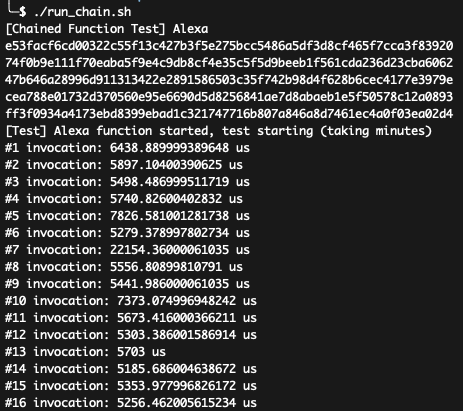 └─$ ./run_chain.sh
[Chained Function Test] Alexa
e53facf6cd00322c55f13c427b3f5e275bcc5486a5df3d8cf465f7cca3f83920
74f0b9e111f70eaba5f9e4c9db8cf4e35c5f5d9beeb1f561cda236d23cba6062
47b646a28996d911313422e2891586503c35f742b98d4f628b6cec4177e3979e
cea788e01732d370560e95e6690d5d8256841ae7d8abaeb1e5f50578c12a0893
ff3f0934a4173ebd8399ebad1c321747716b807a846a8d7461ec4a0f03ea02d4
[Test] Alexa function started, test starting (taking minutes)
#1 invocation: 6438.889999389648 us
#2 invocation: 5897.10400390625 us
#3 invocation: 5498.486999511719 us
#4 invocation: 5740.82600402832 us
#5 invocation: 7826.581001281738 us
#6 invocation: 5279.378997802734 us
#7 invocation: 22154.36000061035 us
#8 invocation: 5556.80899810791 us
#9 invocation: 5441.986000061035 us
#10 invocation: 7373.074996948242 us
#11 invocation: 5673.416000366211 us
#12 invocation: 5303.386001586914 us
#13 invocation: 5703 us
#14 invocation: 5185.686004638672 us
#15 invocation: 5353.977996826172 us
#16 invocation: 5256.462005615234 us